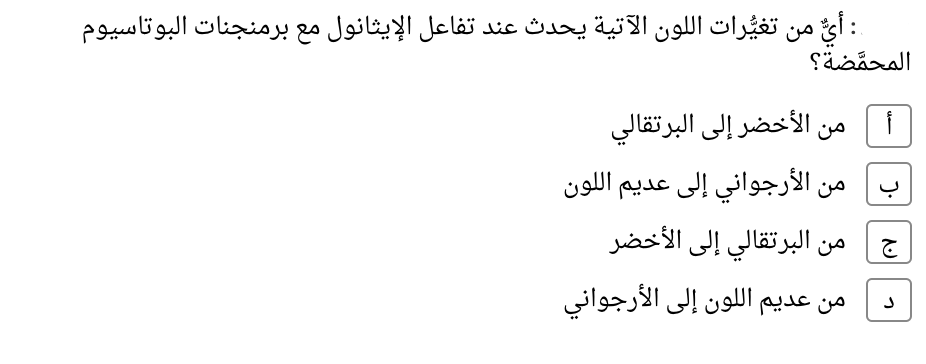 : أيٌّ من تغيُّرات اللون الآتية يحدث عند تفاعل الإيثانول مع برمنجنات البوتاسيوم
المحمَّضة؟
أ من الأخضر إلى البرتقالي
ب من الأرجواني إلى عديم اللون
ج من البرتقالي إلى الأخضر
د من عديم اللون إلى الأرجواني